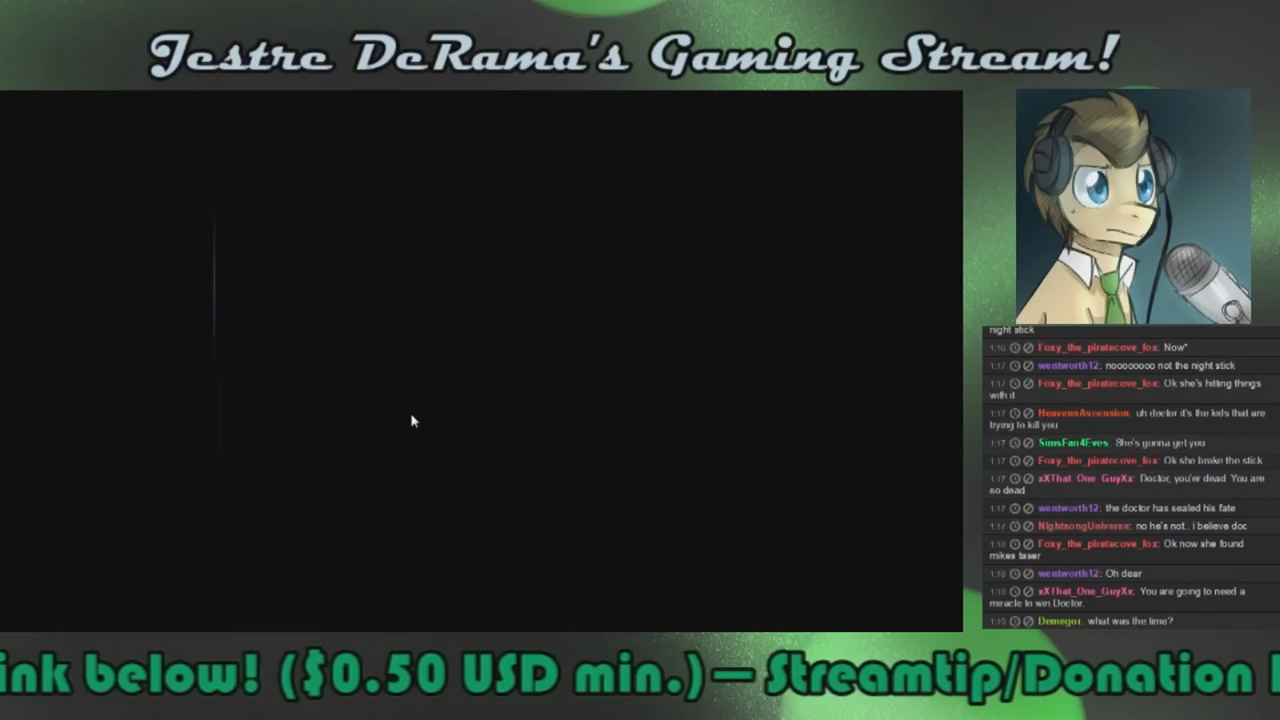 Jestre DeRama's Gaming Stream!
night stick
1:16 Foxy_the_piratecove_fox: Now*
1:17 wentworth12: nooooooooo not the night stick
1:17 Foxy_the_piratecove_fox: Ok she's hitting things
with it
1:17 HeavensAscension: uh doctor it's the kids that are
trying to kill you
1:17 SimsFan4Eves: She's gunna get you
1:17 Foxy_the_piratecove_fox: Ok she broke the stick
1:17 xXThat_One_GuyXx: Doctor, you'er dead. You are
so dead
1:17 wentworth12: the doctor has sealed his fate
1:17 NightsongUniverse: no he's not.. i believe doc
1:18 Foxy_the_piratecove_fox: Ok now she found
mikes taser
1:18 wentworth12: Oh dear
1:18 xXThat_One_GuyXx: You are going to need a
miracle to win Doctor.
1:19 Demegor: what was the time?
ink below! ($0.50 USD min.) — Streamtip/Donation